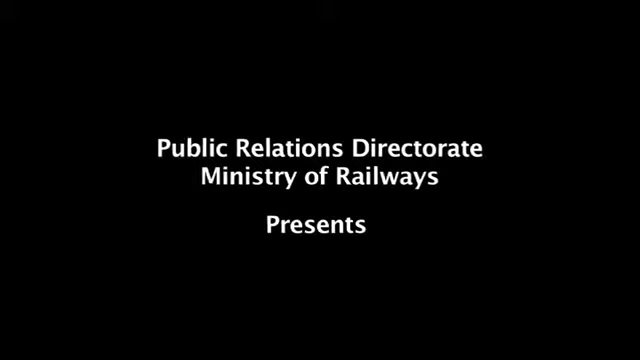 Public Relations Directorate
Ministry of Railways
Presents